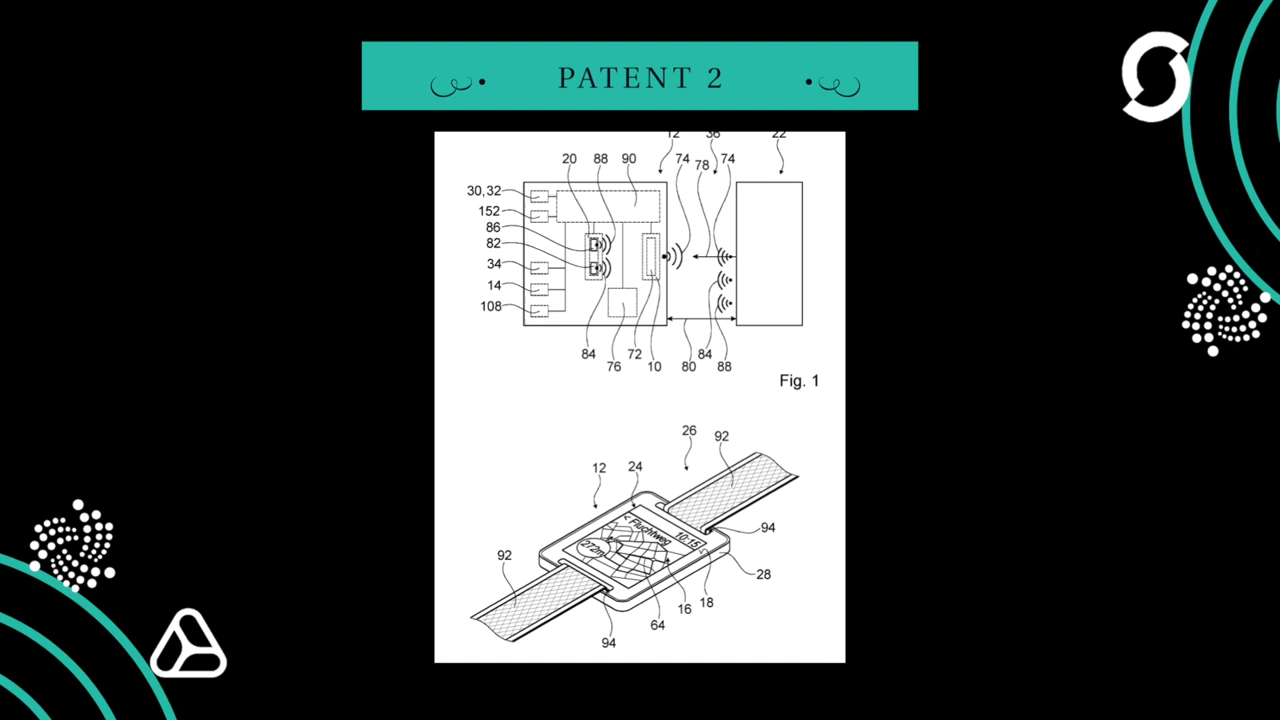 PATENT 2
12 36 22
20 88 90 74 78 74
30,32
152
86
82
34
14
108
84 76 72 10 80 84 88
Fig. 1
26 92
12 24
< Fluchtweg 10:15
272m
94
92
28
18
16
64
94